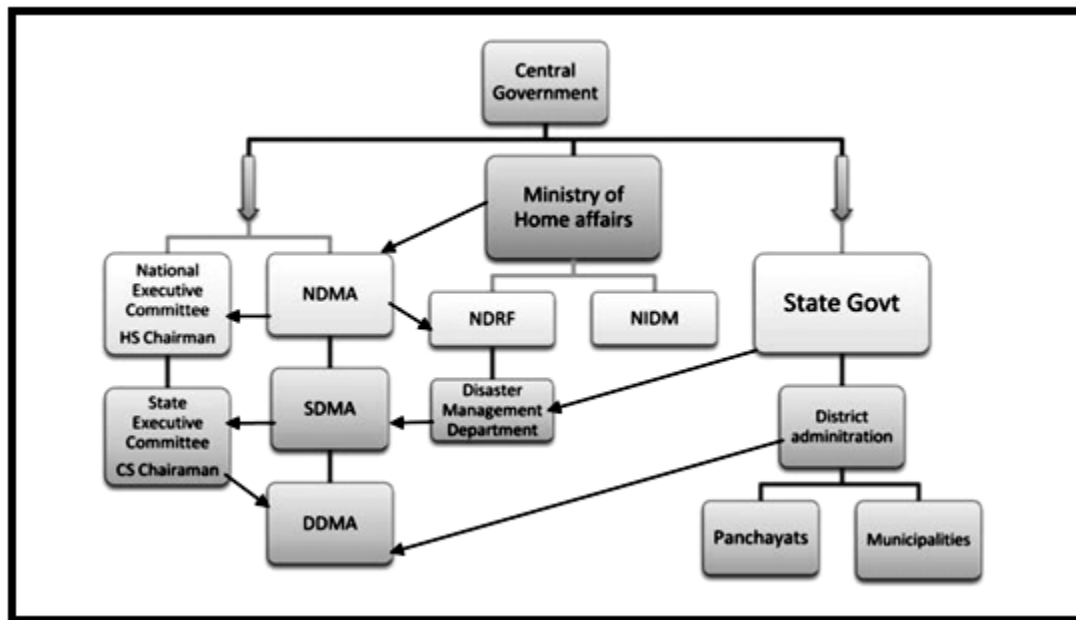 Central
Government
Ministry of
Home affairs
National
Executive
Committee
HS Chairman
NDMA
NDRF
NIDM
State Govt
State
Executive
Committee
CS Chairaman
SDMA
Disaster
Management
Department
District
adminitration
DDMA
Panchayats
Municipalities